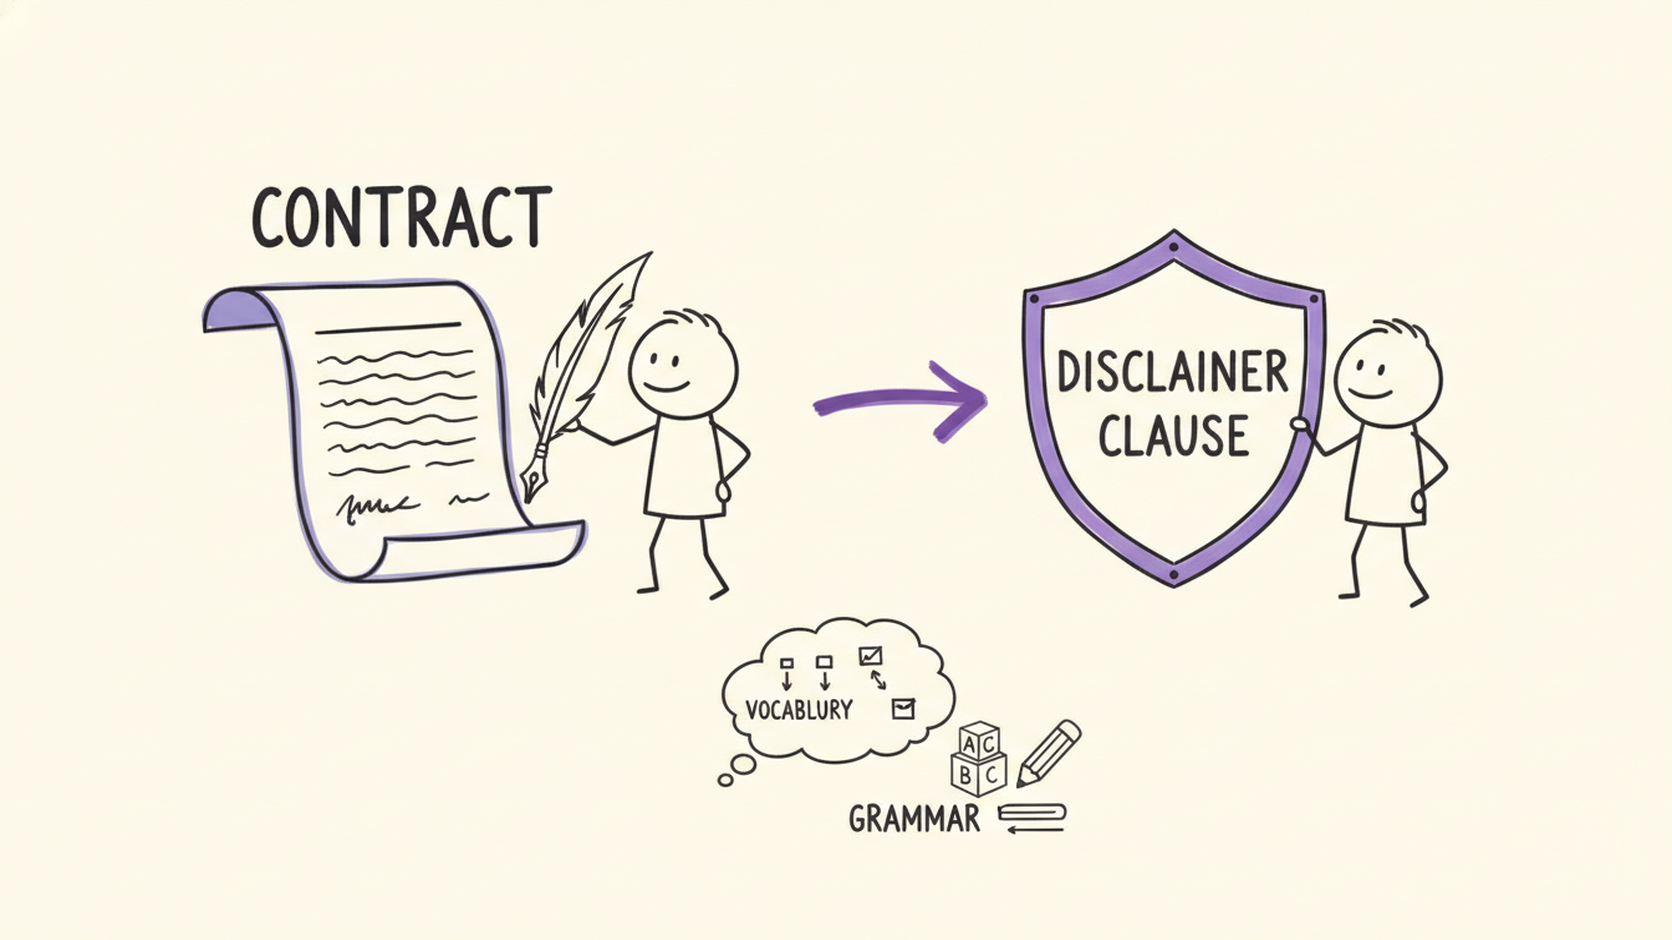 CONTRACT
DISCLAINER
CLAUSE
VOCABLURY
A C
B C
GRAMMAR